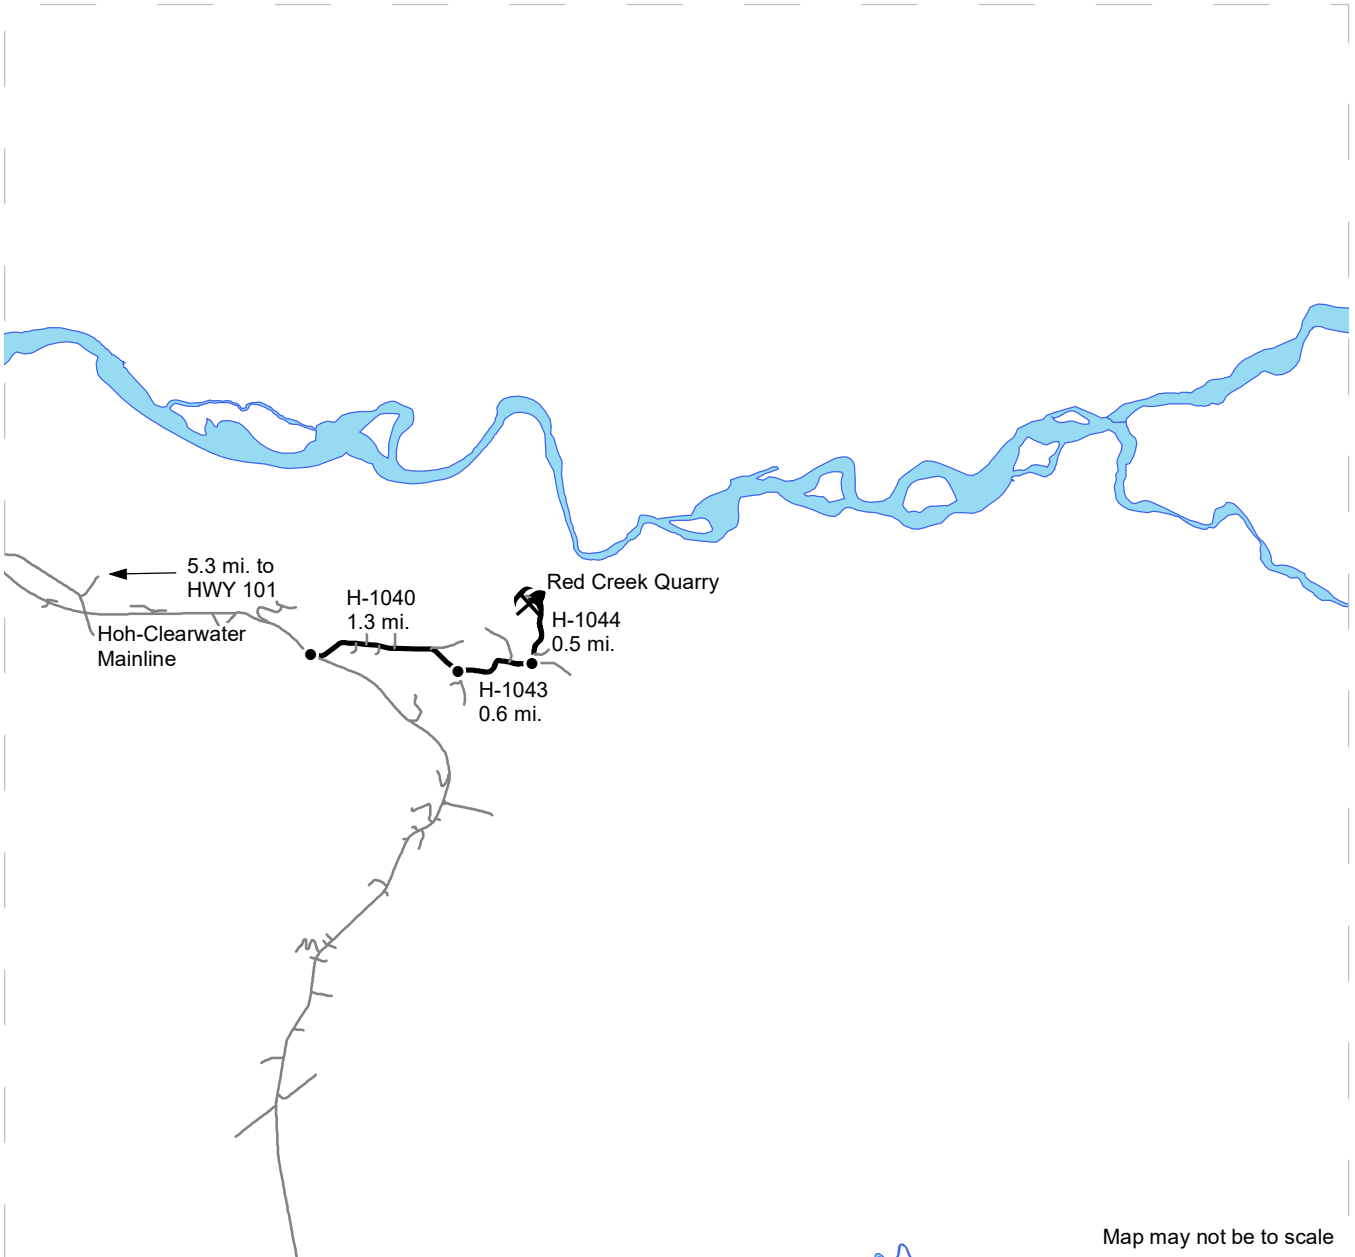 5.3 mi. to
HWY 101
Hoh-Clearwater
Mainline
H-1040
1.3 mi.
Red Creek Quarry
H-1044
0.5 mi.
H-1043
0.6 mi.
Map may not be to scale